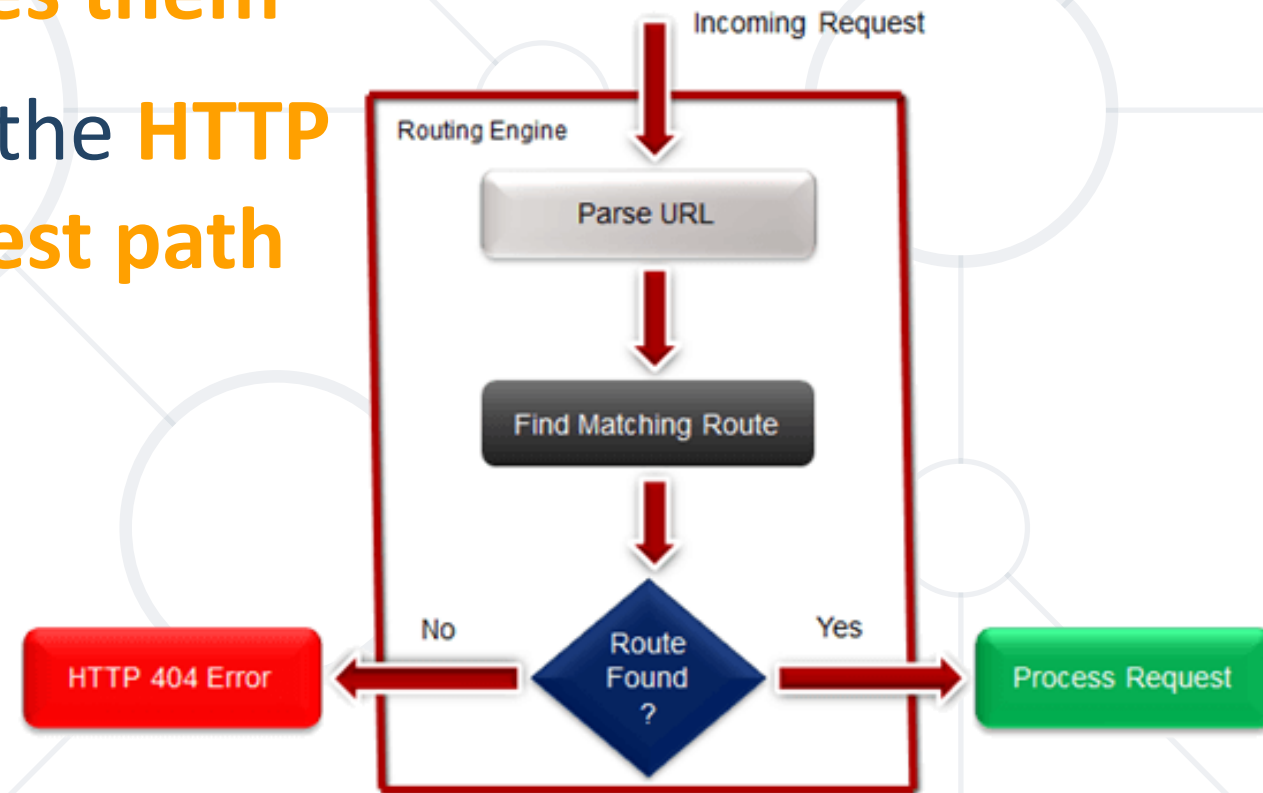 es them
the HTTP
est path
Incoming Request
Routing Engine
Parse URL
Find Matching Route
No
Route
Found
?
Yes
HTTP 404 Error
Process Request